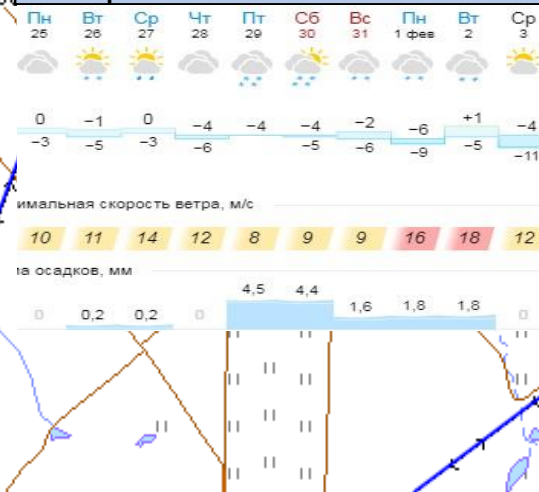 Пн Вт Ср Чт Пт Сб Вс Пн Вт Ср
25 26 27 28 29 30 31 1 фев 2 3
0 −1 0 −4 −4 −4 −2 −6 +1 −4
−3 −5 −3 −6 −5 −6 −9 −5 −11
имальная скорость ветра, м/с
10 11 14 12 8 9 9 16 18 12
ма осадков, мм
0 0,2 0,2 0 4,5 4,4 1,6 1,8 1,8 0